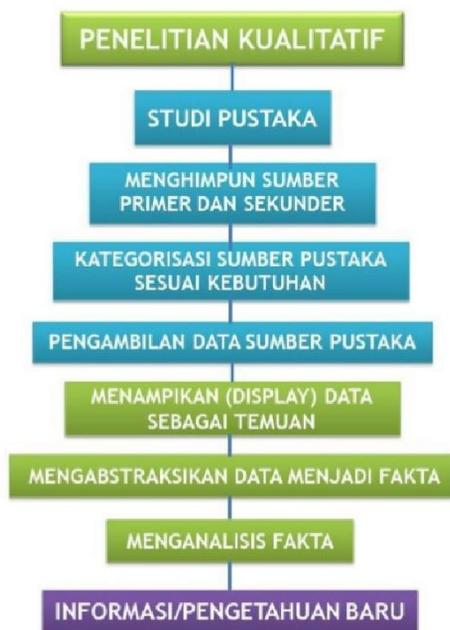 PENELITIAN KUALITATIF
STUDI PUSTAKA
MENGHIMPUN SUMBER
PRIMER DAN SEKUNDER
KATEGORISASI SUMBER PUSTAKA
SESUAI KEBUTUHAN
PENGAMBILAN DATA SUMBER PUSTAKA
MENAMPIKAN (DISPLAY) DATA
SEBAGAI TEMUAN
MENGABSTRAKSIKAN DATA MENJADI FAKTA
MENGANALISIS FAKTA
INFORMASI/PENGETAHUAN BARU